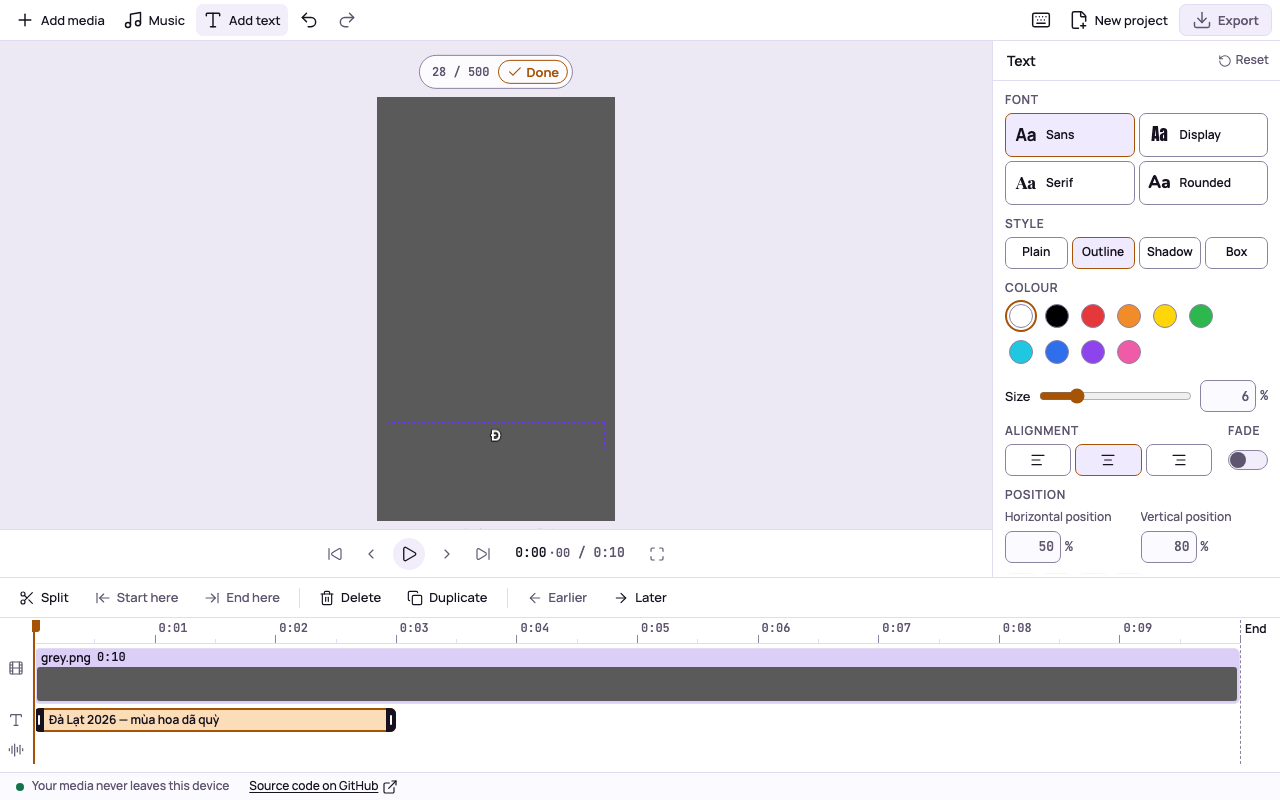 Add media
Music
Add text
New project
Export
28 / 500
Done
Đ
Text
Reset
FONT
Aa Sans
Aa Display
Aa Serif
Aa Rounded
STYLE
Plain
Outline
Shadow
Box
COLOUR
Size
6 %
ALIGNMENT
FADE
POSITION
Horizontal position
Vertical position
50 %
80 %
0:00·00 / 0:10
Split
Start here
End here
Delete
Duplicate
Earlier
Later
0:01
0:02
0:03
0:04
0:05
0:06
0:07
0:08
0:09
End
grey.png 0:10
Đà Lạt 2026 — mùa hoa dã quỳ
Your media never leaves this device
Source code on GitHub